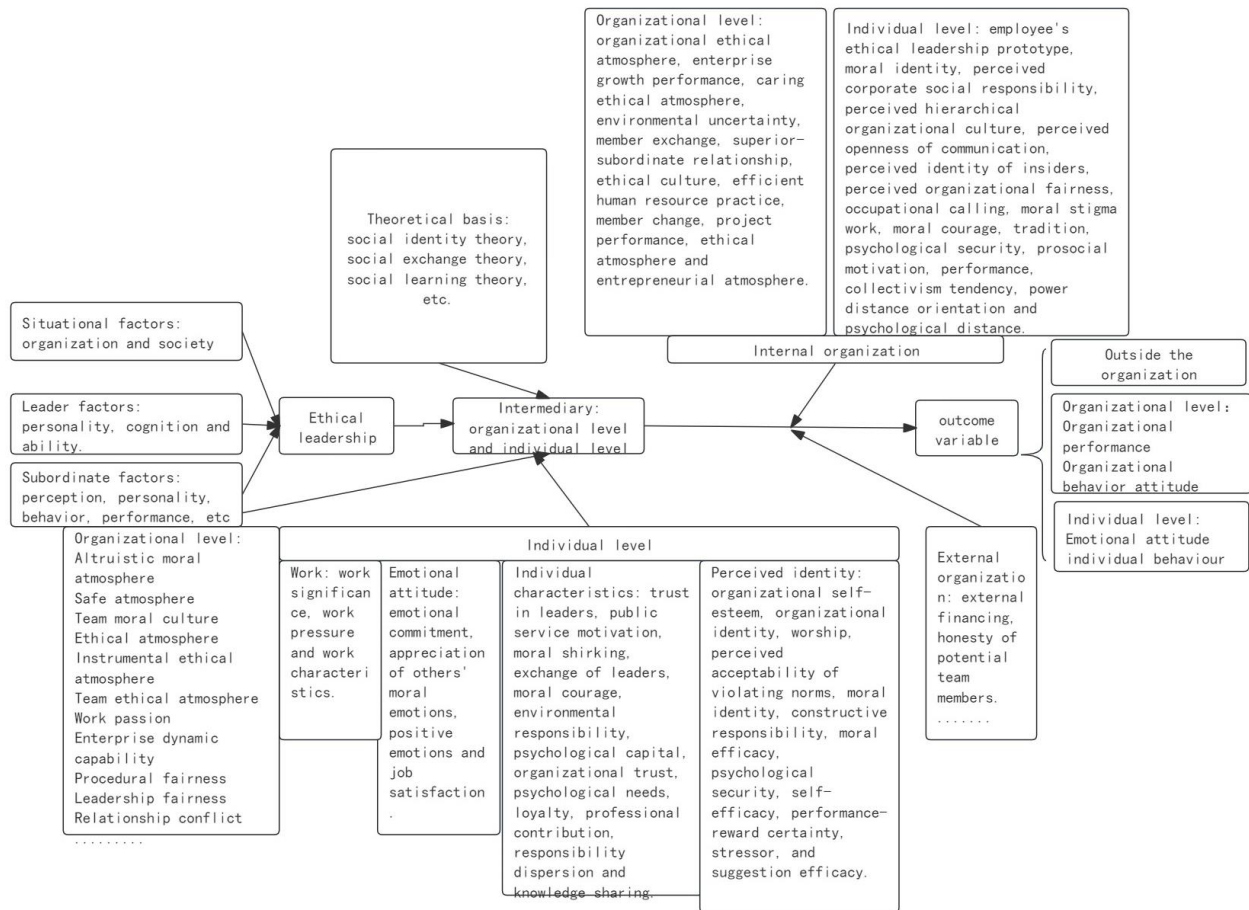 Organizational level:
organizational ethical
atmosphere, enterprise
growth performance, caring
ethical atmosphere,
environmental uncertainty,
member exchange, superior-
subordinate relationship,
ethical culture, efficient
human resource practice,
member change, project
performance, ethical
atmosphere and
entrepreneurial atmosphere.
Individual level: employee's
ethical leadership prototype,
moral identity, perceived
corporate social responsibility,
perceived hierarchical
organizational culture, perceived
openness of communication,
perceived identity of insiders,
perceived organizational fairness,
occupational calling, moral stigma
work, moral courage, tradition,
psychological security, prosocial
motivation, performance,
collectivism tendency, power
distance orientation and
psychological distance.
Internal organization
Theoretical basis:
social identity theory,
social exchange theory,
social learning theory,
etc.
Situational factors:
organization and society
Leader factors:
personality, cognition and
ability.
Subordinate factors:
perception, personality,
behavior, performance, etc
Ethical
leadership
Intermediary:
organizational level
and individual level
outcome
variable
Outside the
organization
Organizational level:
Organizational
performance
Organizational
behavior attitude
Individual level:
Emotional attitude
individual behaviour
Organizational level:
Altruistic moral
atmosphere
Safe atmosphere
Team moral culture
Ethical atmosphere
Instrumental ethical
atmosphere
Team ethical atmosphere
Work passion
Enterprise dynamic
capability
Procedural fairness
Leadership fairness
Relationship conflict
.........
Individual level
Work: work
significan
ce, work
pressure
and work
characteri
stics.
Emotional
attitude:
emotional
commitment,
appreciation
of others'
moral
emotions,
positive
emotions and
job
satisfaction
.
Individual
characteristics: trust
in leaders, public
service motivation,
moral shirking,
exchange of leaders,
moral courage,
environmental
responsibility,
psychological capital,
organizational trust,
psychological needs,
loyalty, professional
contribution,
responsibility
dispersion and
knowledge sharing.
Perceived identity:
organizational self-
esteem, organizational
identity, worship,
perceived
acceptability of
violating norms, moral
identity, constructive
responsibility, moral
efficacy,
psychological
security, self-
efficacy, performance-
reward certainty,
stressor, and
suggestion efficacy.
External
organizatio
n: external
financing,
honesty of
potential
team
members.
.......